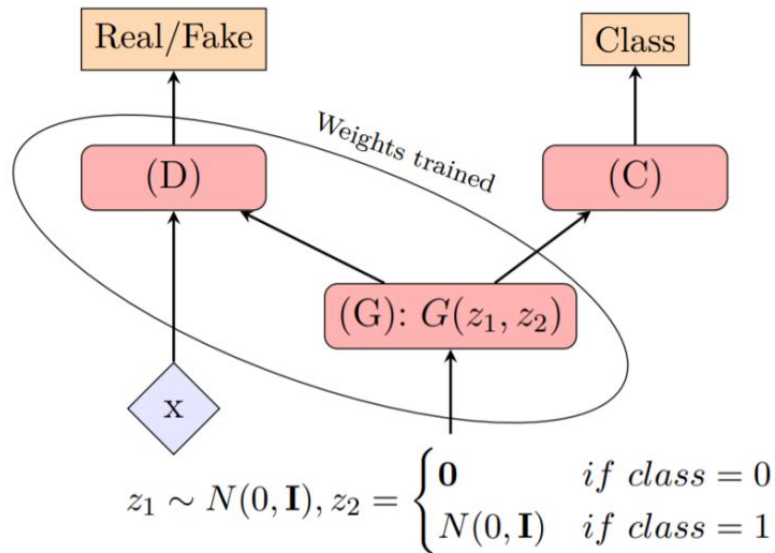 Real/Fake
Class
Weights trained
(D)
(C)
(G): G(z₁, z₂)
x
z₁ ∼ N(0, I), z₂ = { 0 if class = 0
N(0, I) if class = 1